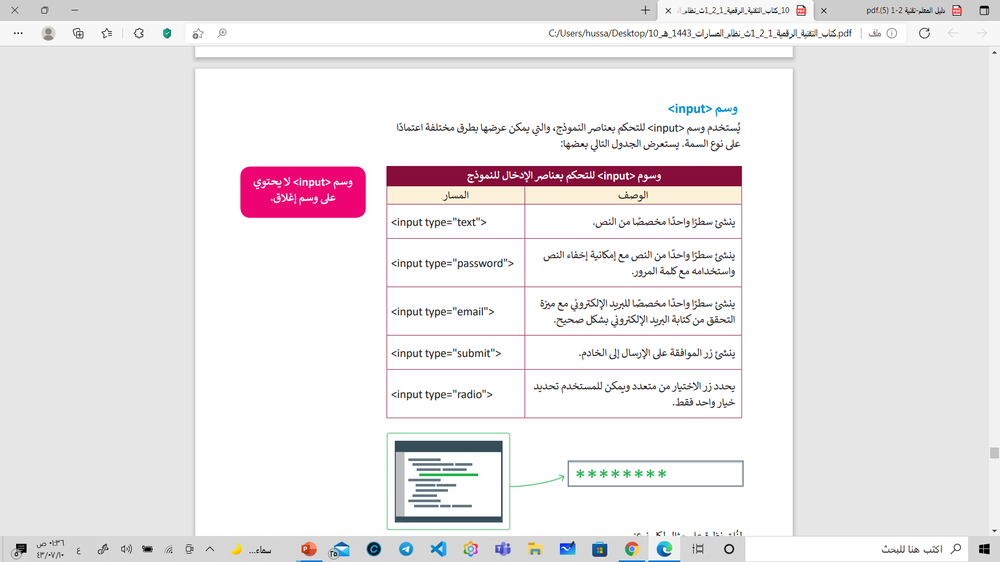 دليل المعلم-تقنية 2-1 (5).pdf
10_كتاب_التقنية_الرقمية_1_2_1ث_نظام_ال
ملف
C:/Users/hussa/Desktop/10_كتاب_التقنية_الرقمية_1_2_1ث_نظام_المسارات_1443_هـ.pdf
وسم <input>
يُستخدم وسم <input> للتحكم بعناصر النموذج، والتي يمكن عرضها بطرق مختلفة اعتمادًا
على نوع السمة. يستعرض الجدول التالي بعضها:
وسم <input> لا يحتوي
على وسم إغلاق.
وسوم <input> للتحكم بعناصر الإدخال للنموذج
الوصف
المسار
ينشئ سطرًا واحدًا مخصصًا من النص.
<input type="text">
ينشئ سطرًا واحدًا من النص مع إمكانية إخفاء النص
واستخدامه مع كلمة المرور.
<input type="password">
ينشئ سطرًا واحدًا مخصصًا للبريد الإلكتروني مع ميزة
التحقق من كتابة البريد الإلكتروني بشكل صحيح.
<input type="email">
ينشئ زر الموافقة على الإرسال إلى الخادم.
<input type="submit">
يحدد زر الاختيار من متعدد ويمكن للمستخدم تحديد
خيار واحد فقط.
<input type="radio">
********
اكتب هنا للبحث
٢٥
سماء...
ع
٠١:٣٦ ص
٤٣/٠٧/١٠
٥